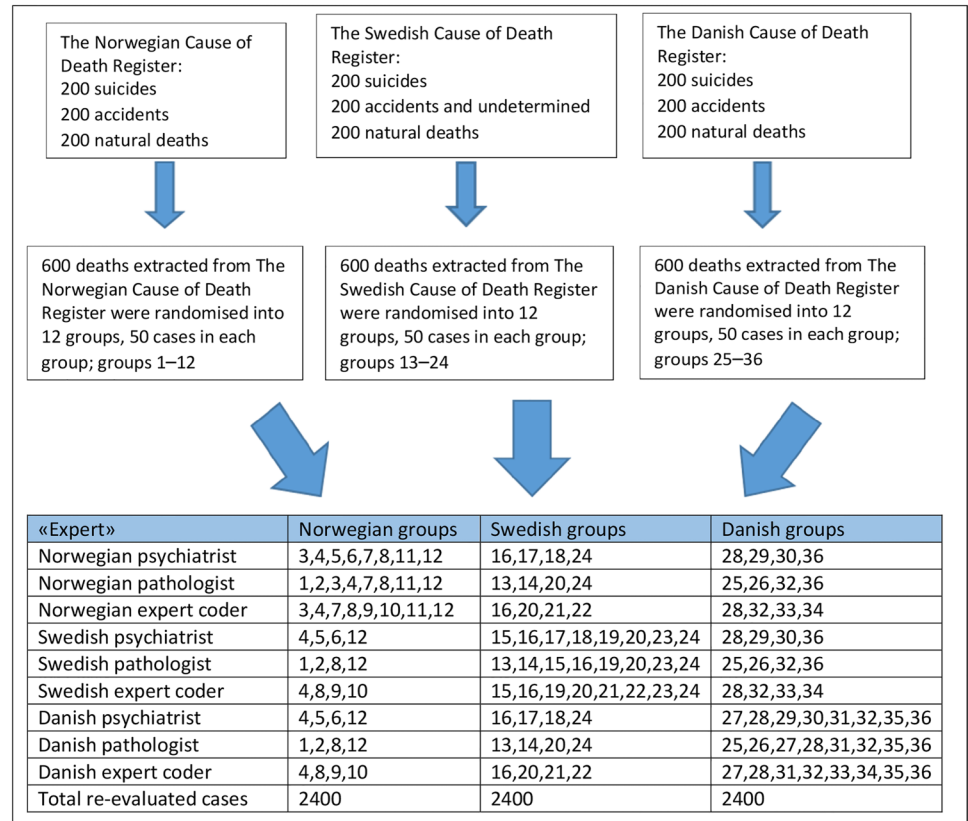 The Norwegian Cause of
Death Register:
200 suicides
200 accidents
200 natural deaths
The Swedish Cause of Death
Register:
200 suicides
200 accidents and undetermined
200 natural deaths
The Danish Cause of Death
Register:
200 suicides
200 accidents
200 natural deaths
600 deaths extracted from The
Norwegian Cause of Death
Register were randomised into
12 groups, 50 cases in each
group; groups 1–12
600 deaths extracted from The
Swedish Cause of Death Register
were randomised into 12
groups, 50 cases in each group;
groups 13–24
600 deaths extracted from The
Danish Cause of Death Register
were randomised into 12
groups, 50 cases in each group;
groups 25–36
«Expert» Norwegian groups Swedish groups Danish groups
Norwegian psychiatrist 3,4,5,6,7,8,11,12 16,17,18,24 28,29,30,36
Norwegian pathologist 1,2,3,4,7,8,11,12 13,14,20,24 25,26,32,36
Norwegian expert coder 3,4,7,8,9,10,11,12 16,20,21,22 28,32,33,34
Swedish psychiatrist 4,5,6,12 15,16,17,18,19,20,23,24 28,29,30,36
Swedish pathologist 1,2,8,12 13,14,15,16,19,20,23,24 25,26,32,36
Swedish expert coder 4,8,9,10 15,16,19,20,21,22,23,24 28,32,33,34
Danish psychiatrist 4,5,6,12 16,17,18,24 27,28,29,30,31,32,35,36
Danish pathologist 1,2,8,12 13,14,20,24 25,26,27,28,31,32,35,36
Danish expert coder 4,8,9,10 16,20,21,22 27,28,31,32,33,34,35,36
Total re-evaluated cases 2400 2400 2400